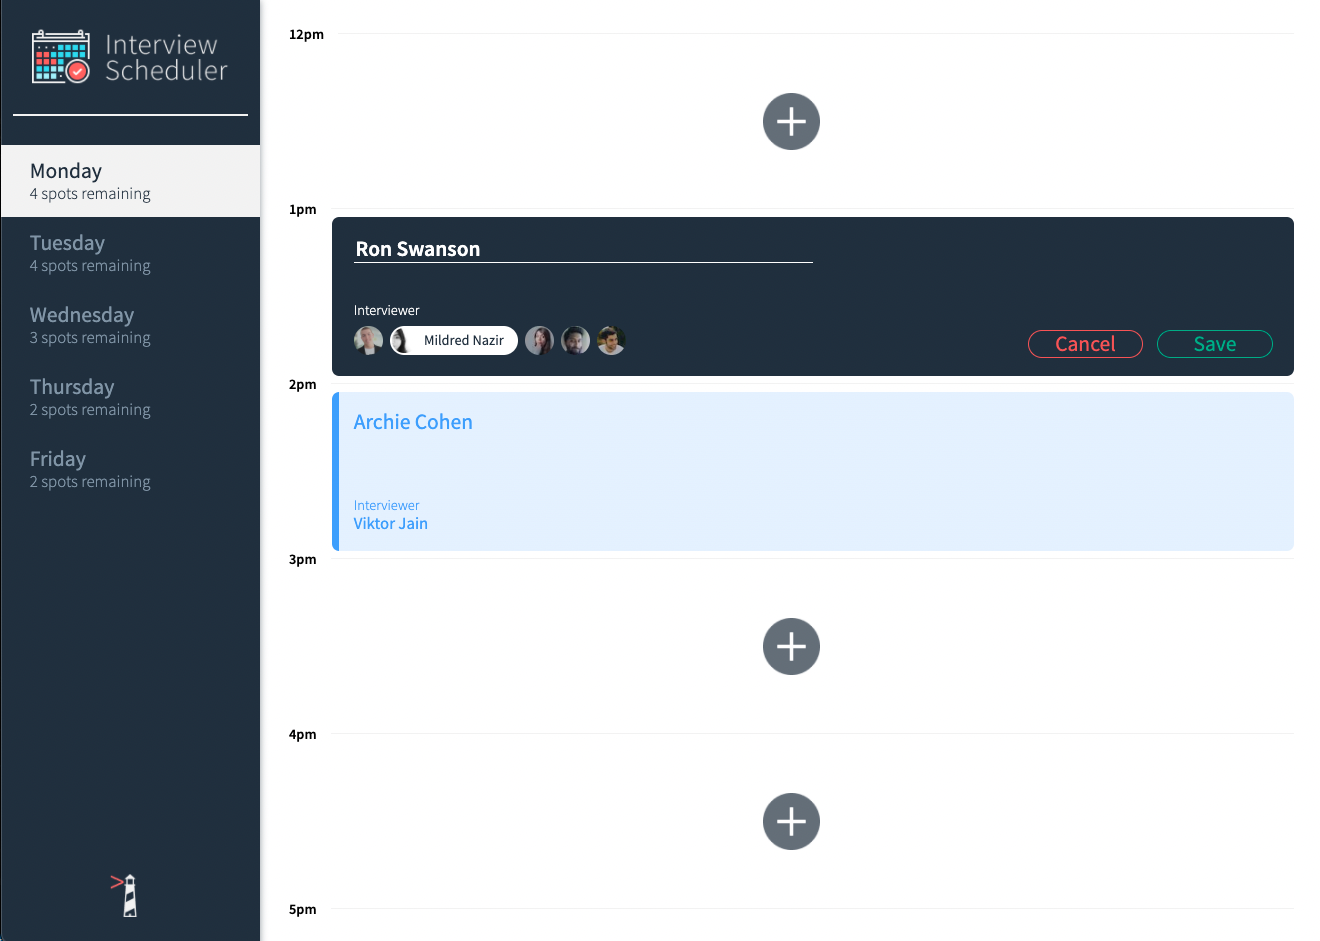 Interview
Scheduler
Monday
4 spots remaining
Tuesday
4 spots remaining
Wednesday
3 spots remaining
Thursday
2 spots remaining
Friday
2 spots remaining
12pm
1pm
Ron Swanson
Interviewer
Mildred Nazir
Cancel
Save
2pm
Archie Cohen
Interviewer
Viktor Jain
3pm
4pm
5pm